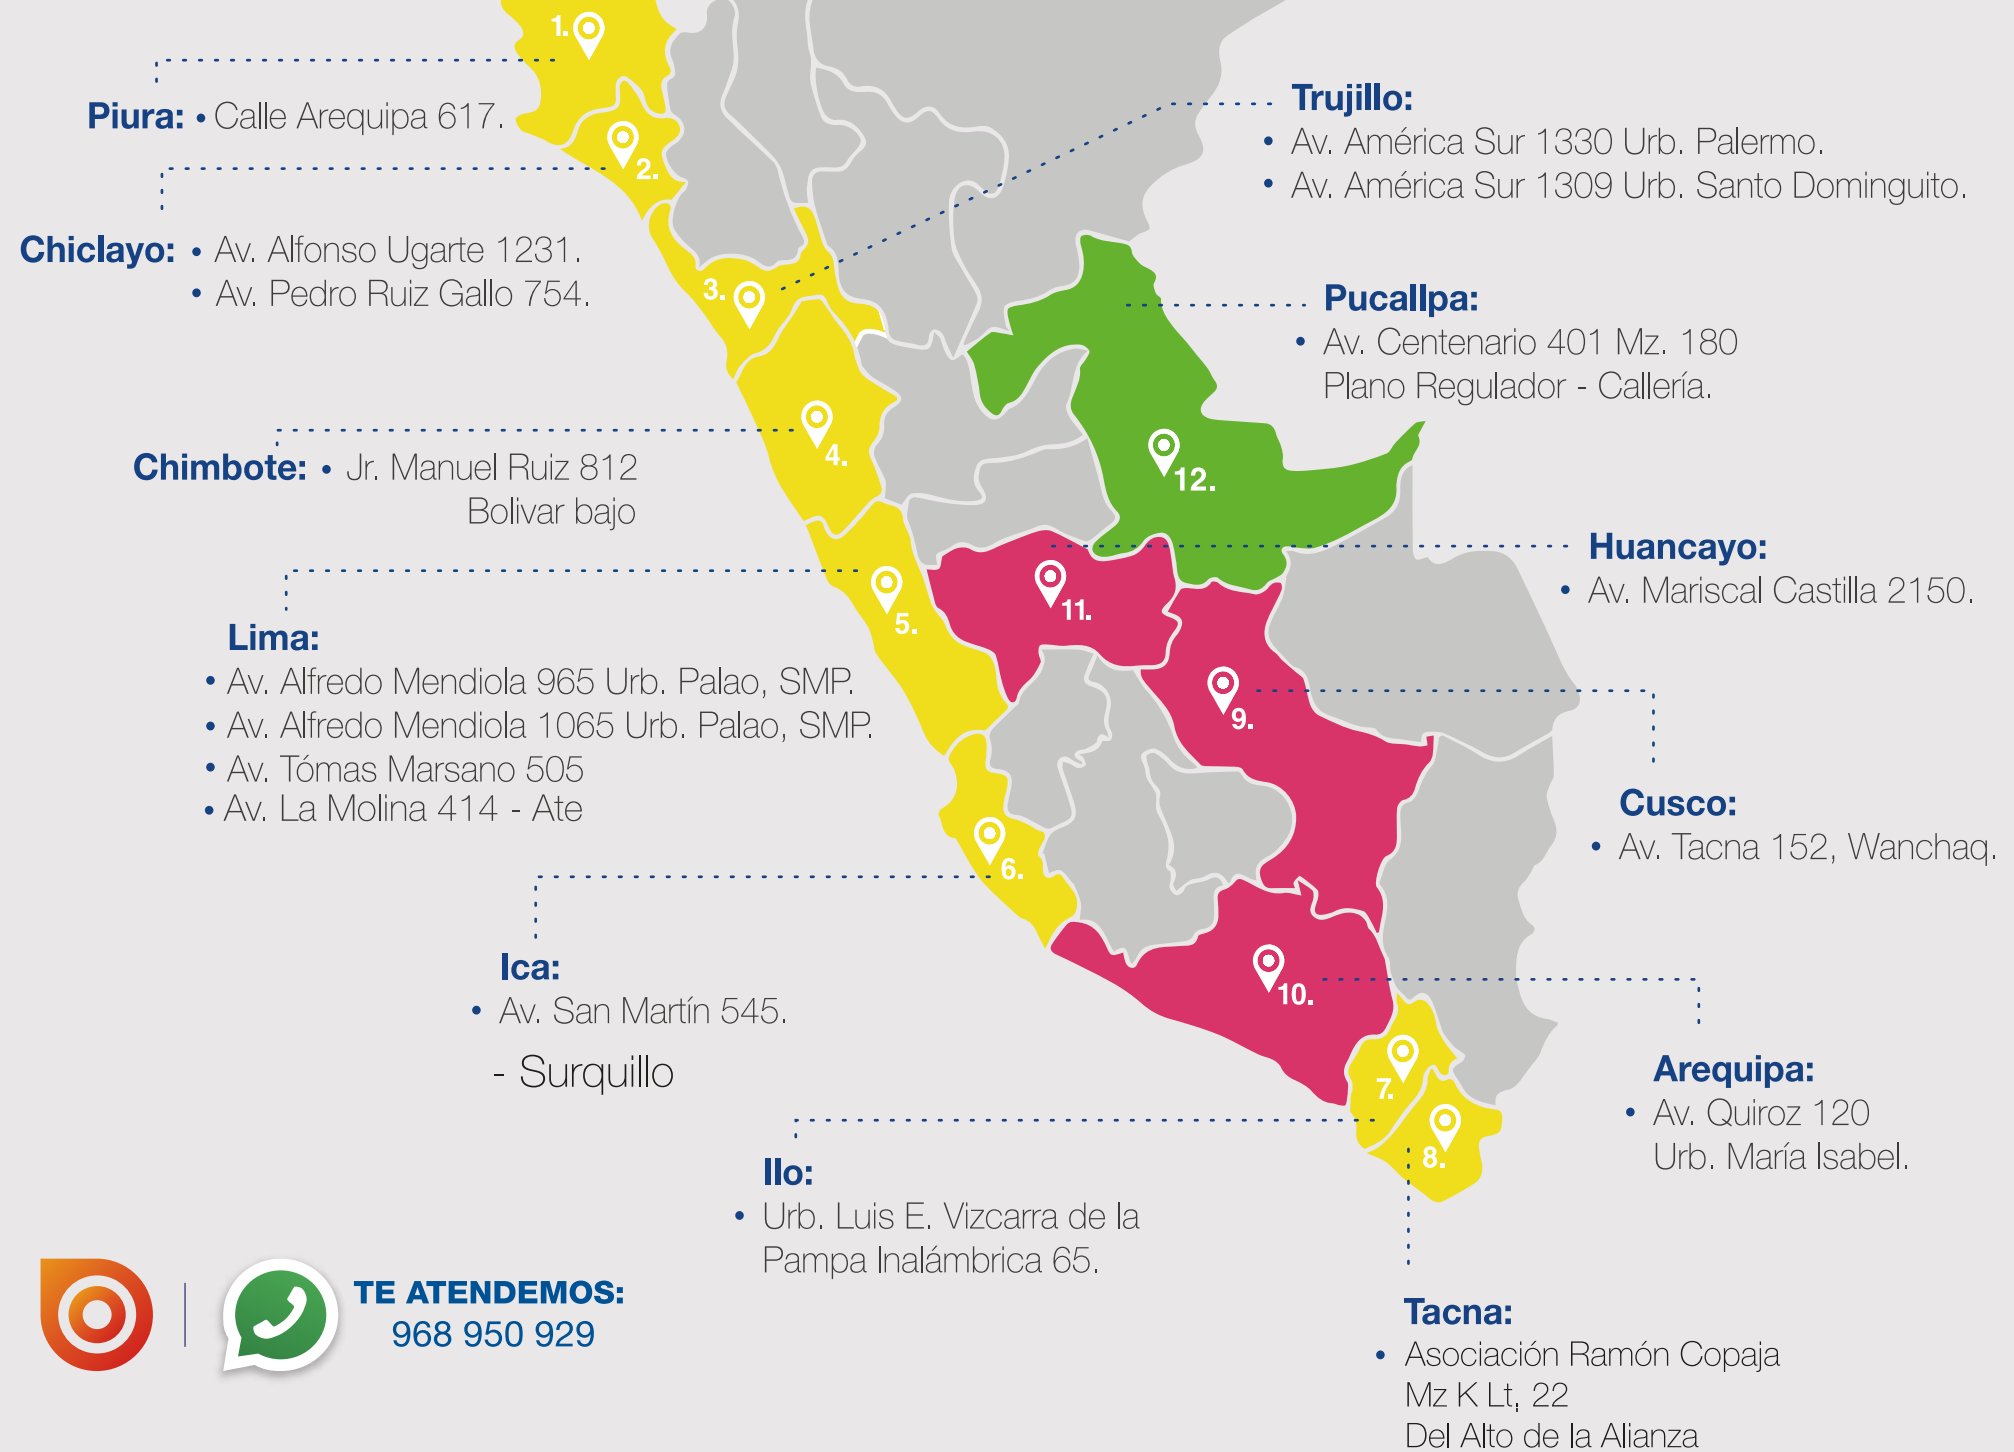 1.
Piura: • Calle Arequipa 617.
2.
Chiclayo: • Av. Alfonso Ugarte 1231.
• Av. Pedro Ruiz Gallo 754.
Trujillo:
• Av. América Sur 1330 Urb. Palermo.
• Av. América Sur 1309 Urb. Santo Dominguito.
3.
Pucallpa:
• Av. Centenario 401 Mz. 180
Plano Regulador - Callería.
4.
Chimbote: • Jr. Manuel Ruiz 812
Bolivar bajo
12.
Huancayo:
• Av. Mariscal Castilla 2150.
5.
11.
Lima:
• Av. Alfredo Mendiola 965 Urb. Palao, SMP.
• Av. Alfredo Mendiola 1065 Urb. Palao, SMP.
• Av. Tómas Marsano 505
• Av. La Molina 414 - Ate
9.
Cusco:
• Av. Tacna 152, Wanchaq.
6.
Ica:
• Av. San Martín 545.
- Surquillo
10.
Arequipa:
• Av. Quiroz 120
Urb. María Isabel.
7.
8.
Ilo:
• Urb. Luis E. Vizcarra de la
Pampa Inalámbrica 65.
TE ATENDEMOS:
968 950 929
Tacna:
• Asociación Ramón Copaja
Mz K Lt, 22
Del Alto de la Alianza